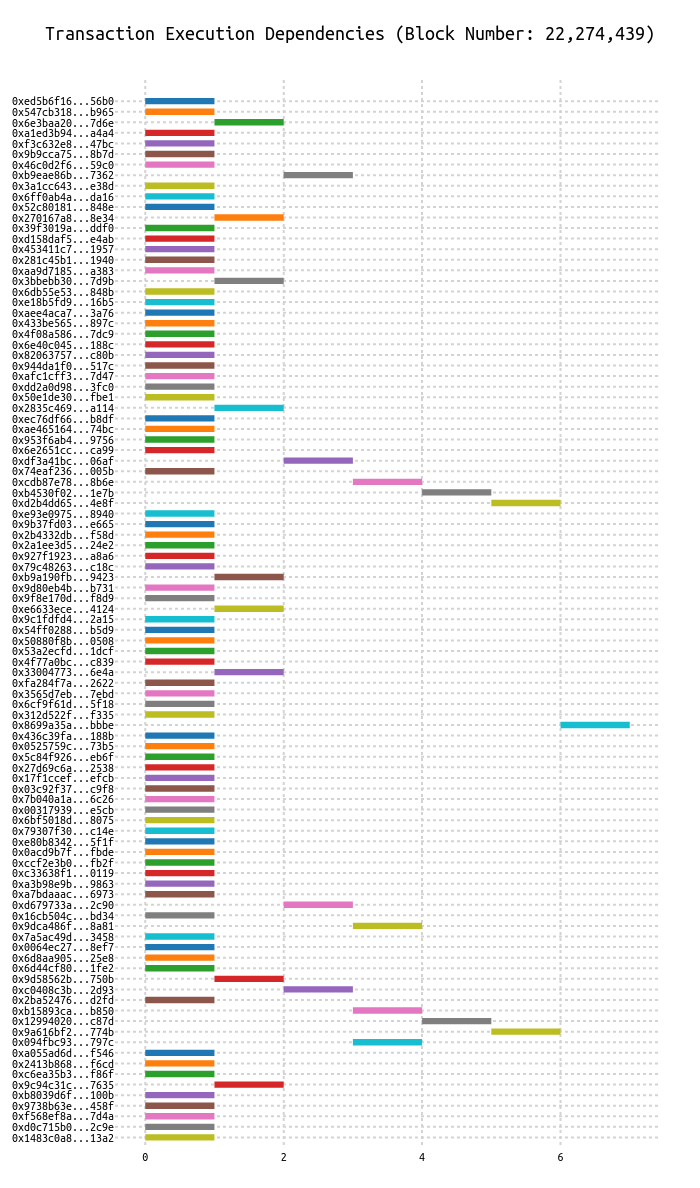 Transaction Execution Dependencies (Block Number: 22,274,439)
0xed5b6f16...56b0
0x547cb318...b965
0x6e3baa20...7d6e
0xa1ed3b94...a4a4
0xf3c632e8...47bc
0x9b9cca75...8b7d
0x46c0d2f6...59c0
0xb9eae86b...7362
0x3a1cc643...e38d
0x6ff0ab4a...da16
0x52c80181...848e
0x270167a8...8e34
0x39f3019a...ddf0
0xd158daf5...e4ab
0x453411c7...1957
0x281c45b1...1940
0xaa9d7185...a383
0x3bbebb30...7d9b
0x6db55e53...848b
0xe18b5fd9...16b5
0xaee4aca7...3a76
0x433be565...897c
0x4f08a586...7dc9
0x6e40c045...188c
0x82063757...c80b
0x944da1f0...517c
0xafc1cff3...7d47
0xdd2a0d98...3fc0
0x50e1de30...fbe1
0x2835c469...a114
0xec76df66...b8df
0xae465164...74bc
0x953f6ab4...9756
0x6e2651cc...ca99
0xdf3a41bc...06af
0x74eaf236...005b
0xcdb87e78...8b6e
0xb4530f02...1e7b
0xd2b4dd65...4e8f
0xe93e0975...8940
0x9b37fd03...e665
0x2b4332db...f58d
0x2a1ee3d5...24e2
0x927f1923...a8a6
0x79c48263...c18c
0xb9a190fb...9423
0x9d80eb4b...b731
0x9f8e170d...f8d9
0xe6633ece...4124
0x9c1fdfd4...2a15
0x54ff0288...b5d9
0x50880f8b...0508
0x53a2ecfd...1dcf
0x4f77a0bc...c839
0x33004773...6e4a
0xfa284f7a...2622
0x3565d7eb...7ebd
0x6cf9f61d...5f18
0x312d522f...f335
0x8699a35a...bbbe
0x436c39fa...188b
0x0525759c...73b5
0x5c84f926...eb6f
0x27d69c6a...2538
0x17f1ccef...efcb
0x03c92f37...c9f8
0x7b040a1a...6c26
0x00317939...e5cb
0x6bf5018d...8075
0x79307f30...c14e
0xe80b8342...5f1f
0x0acd9b7f...fbde
0xccf2e3b0...fb2f
0xc33638f1...0119
0xa3b98e9b...9863
0xa7bdaaac...6973
0xd679733a...2c90
0x16cb504c...bd34
0x9dca486f...8a81
0x7a5ac49d...3458
0x0064ec27...8ef7
0x6d8aa905...25e8
0x6d44cf80...1fe2
0x9d58562b...750b
0xc0408c3b...2d93
0x2ba52476...d2fd
0xb15893ca...b850
0x12994020...c87d
0x9a616bf2...774b
0x094fbc93...797c
0xa055ad6d...f546
0x2413b868...f6cd
0xc6ea35b3...f86f
0x9c94c31c...7635
0xb8039d6f...100b
0x9738b63e...458f
0xf568ef8a...7d4a
0xd0c715b0...2c9e
0x1483c0a8...13a2
0 2 4 6